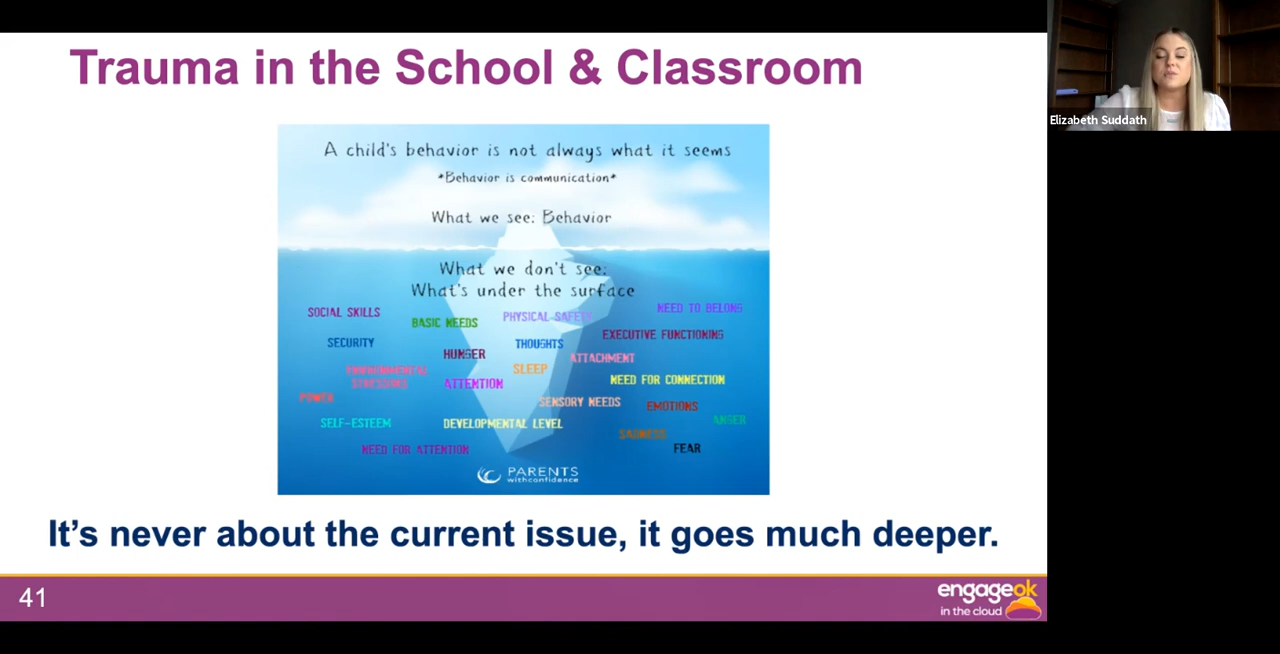 Trauma in the School & Classroom
Elizabeth Suddath
A child's behavior is not always what it seems
*Behavior is communication*
What we see: Behavior
What we don't see:
What's under the surface
SOCIAL SKILLS
BASIC NEEDS
PHYSICAL SAFETY
NEED TO BELONG
SECURITY
HUNGER
THOUGHTS
EXECUTIVE FUNCTIONING
ATTACHMENT
ENVIRONMENTAL
STRESSORS
ATTENTION
SLEEP
NEED FOR CONNECTION
POWER
SENSORY NEEDS
EMOTIONS
SELF-ESTEEM
DEVELOPMENTAL LEVEL
ANGER
SADNESS
NEED FOR ATTENTION
FEAR
PARENTS
withconfidence
It's never about the current issue, it goes much deeper.
41
engageok
in the cloud